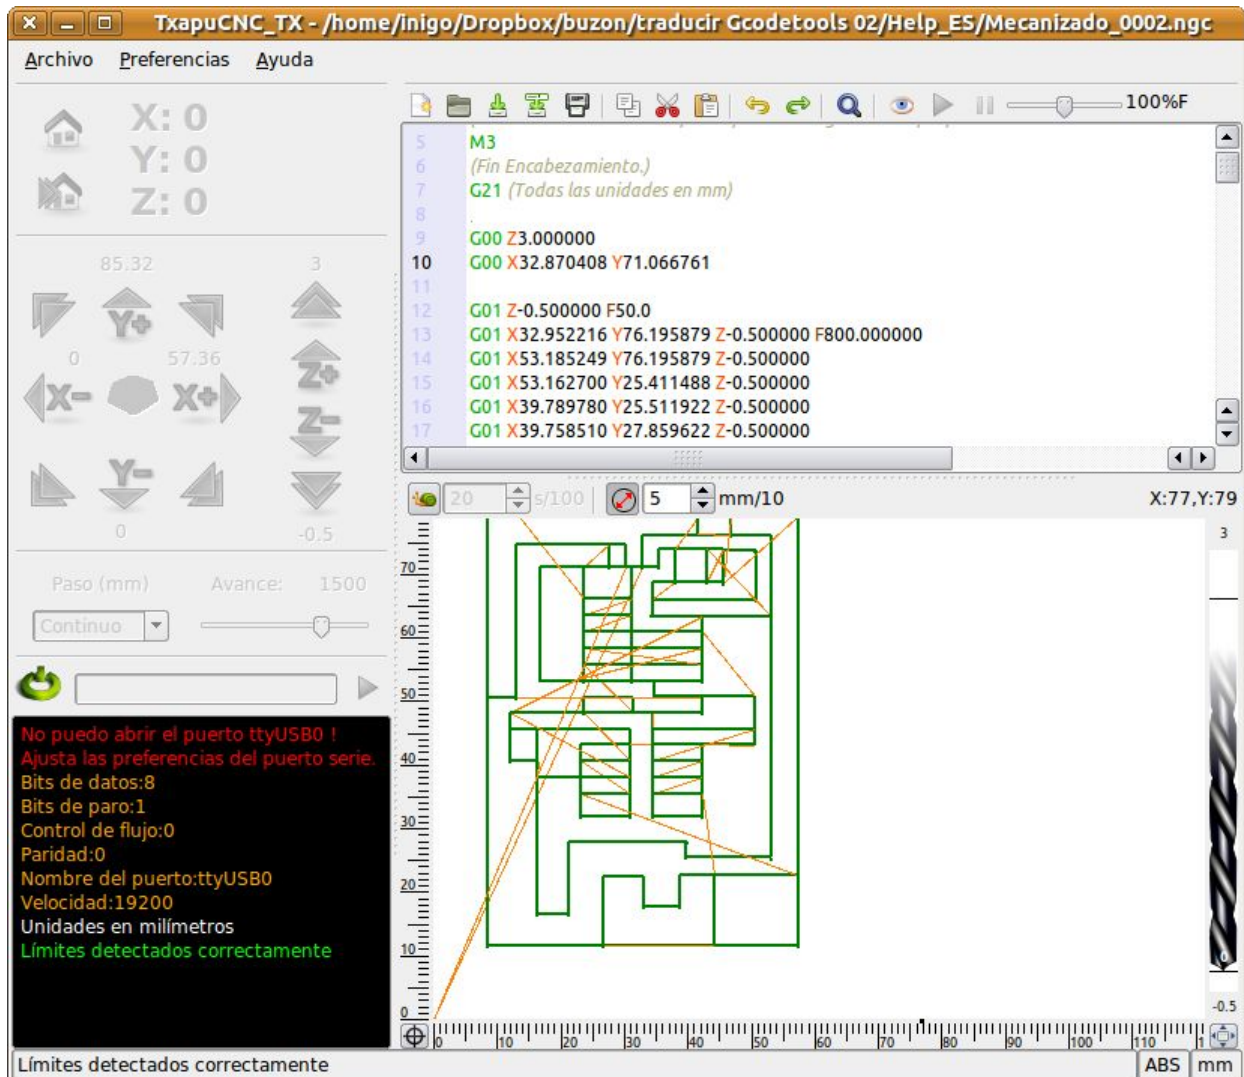 TxapuCNC_TX - /home/inigo/Dropbox/buzon/traducir Gcodetools 02/Help_ES/Mecanizado_0002.ngc
Archivo Preferencias Ayuda
X: 0
Y: 0
Z: 0
85.32 3
Y+
0 57.36
X- X+ Z+
Z-
Y-
0 -0.5
Paso (mm) Avance: 1500
Continuo
No puedo abrir el puerto ttyUSB0 !
Ajusta las preferencias del puerto serie.
Bits de datos:8
Bits de paro:1
Control de flujo:0
Paridad:0
Nombre del puerto:ttyUSB0
Velocidad:19200
Unidades en milímetros
Límites detectados correctamente
100%F
5 M3
6 (Fin Encabezamiento.)
7 G21 (Todas las unidades en mm)
8 .
9 G00 Z3.000000
10 G00 X32.870408 Y71.066761
11
12 G01 Z-0.500000 F50.0
13 G01 X32.952216 Y76.195879 Z-0.500000 F800.000000
14 G01 X53.185249 Y76.195879 Z-0.500000
15 G01 X53.162700 Y25.411488 Z-0.500000
16 G01 X39.789780 Y25.511922 Z-0.500000
17 G01 X39.758510 Y27.859622 Z-0.500000
20 s/100 5 mm/10 X:77,Y:79
3
70
60
50
40
30
20
10
0
0
-0.5
0 10 20 30 40 50 60 70 80 90 100 110 1
Límites detectados correctamente ABS mm